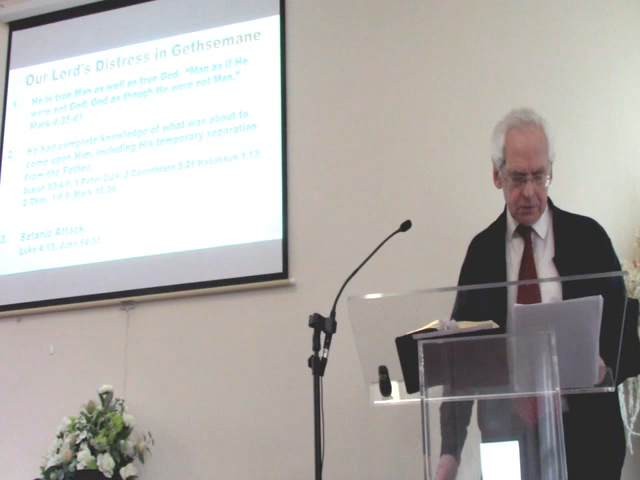 Our Lord's Distress in Gethsemane
1. He is true Man as well as true God. "Man as if He
were not God; God as though He were not Man."
Mark 4:35-41
2. He had complete knowledge of what was about to
come upon Him, including His temporary separation
from the Father.
Isaiah 53:4-6; 1 Peter 2:24; 2 Corinthians 5:21 Habakkuk 1:13;
2 Thes. 1:8-9; Mark 15:34.
3. Satanic Attack.
Luke 4:13; John 14:30.